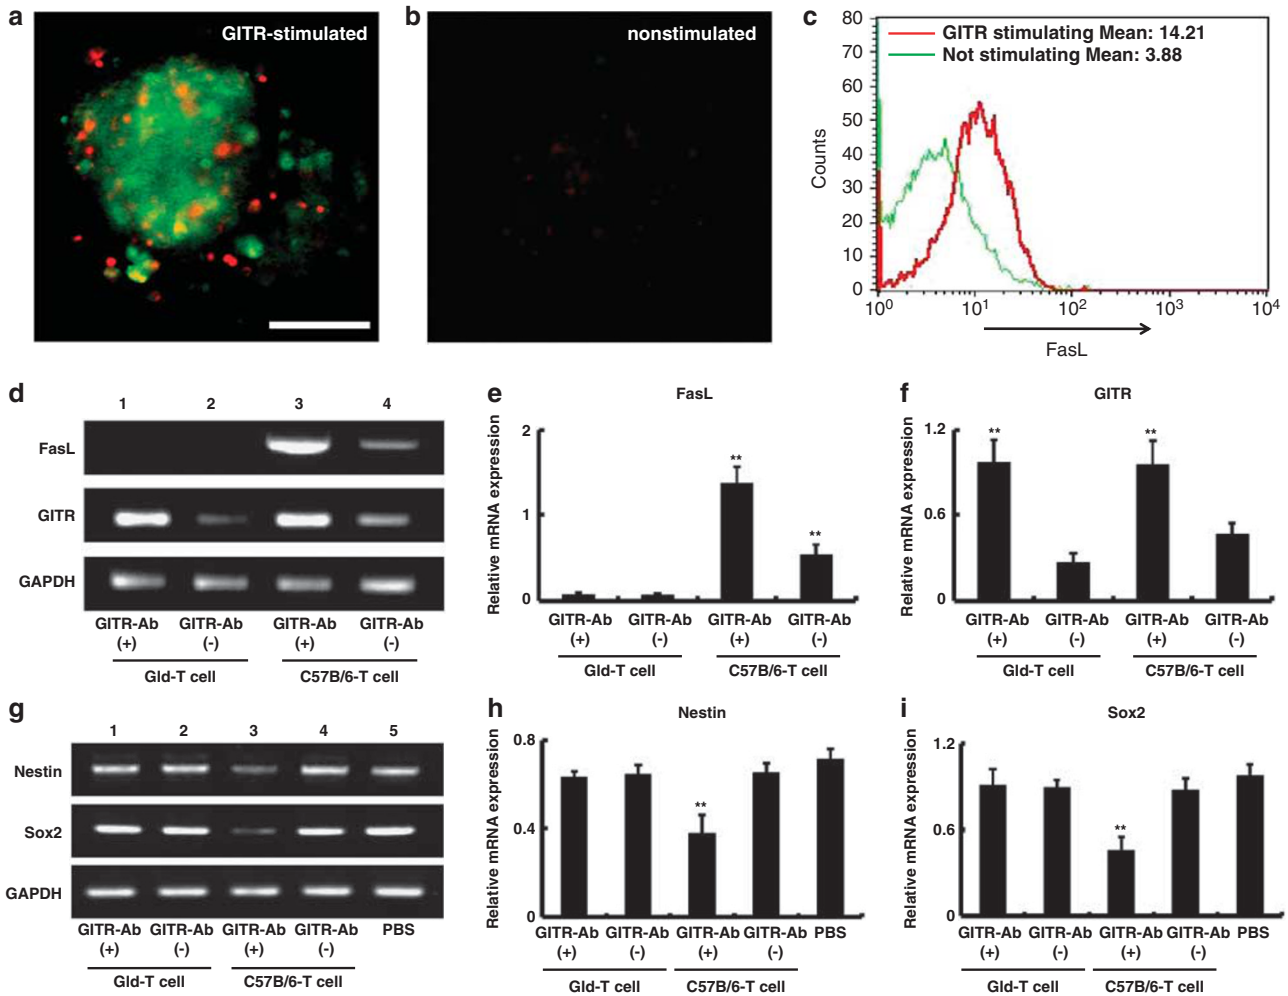 a
GITR-stimulated
b
nonstimulated
c
80
70
60
50
40
30
20
10
0
Counts
GITR stimulating Mean: 14.21
Not stimulating Mean: 3.88
10⁰
10¹
10²
10³
10⁴
FasL
d
1 2 3 4
FasL
GITR
GAPDH
GITR-Ab GITR-Ab GITR-Ab GITR-Ab
(+) (-) (+) (-)
Gld-T cell C57B/6-T cell
e
FasL
Relative mRNA expression
2
1
0
**
**
GITR-Ab GITR-Ab GITR-Ab GITR-Ab
(+) (-) (+) (-)
Gld-T cell C57B/6-T cell
f
GITR
Relative mRNA expression
1.2
0.6
0
**
**
GITR-Ab GITR-Ab GITR-Ab GITR-Ab
(+) (-) (+) (-)
Gld-T cell C57B/6-T cell
g
1 2 3 4 5
Nestin
Sox2
GAPDH
GITR-Ab GITR-Ab GITR-Ab GITR-Ab PBS
(+) (-) (+) (-)
Gld-T cell C57B/6-T cell
h
Nestin
Relative mRNA expression
0.8
0.4
0
**
GITR-Ab GITR-Ab GITR-Ab GITR-Ab PBS
(+) (-) (+) (-)
Gld-T cell C57B/6-T cell
i
Sox2
Relative mRNA expression
1.2
0.6
0
**
GITR-Ab GITR-Ab GITR-Ab GITR-Ab PBS
(+) (-) (+) (-)
Gld-T cell C57B/6-T cell